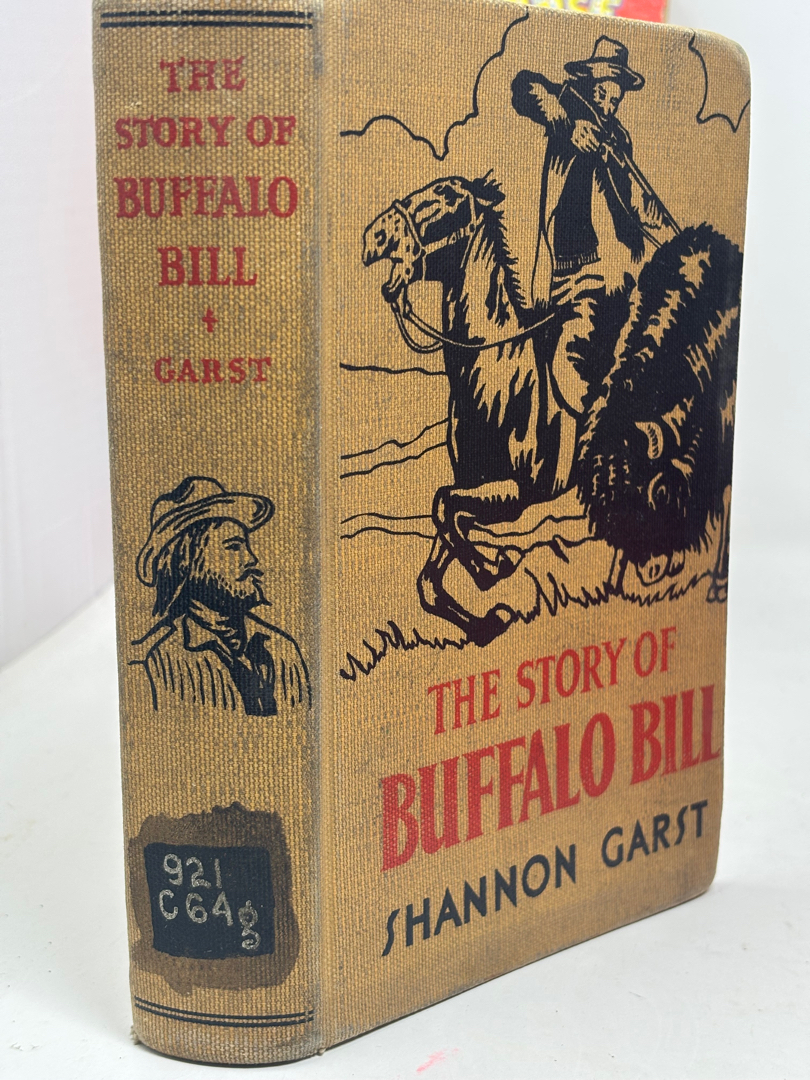 THE
STORY OF
BUFFALO
BILL
GARST
921
C64g
THE STORY OF
BUFFALO BILL
SHANNON GARST